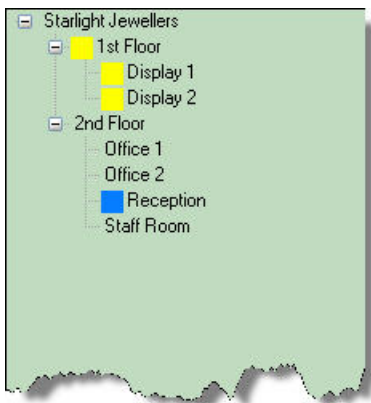 Starlight Jewellers
1st Floor
Display 1
Display 2
2nd Floor
Office 1
Office 2
Reception
Staff Room